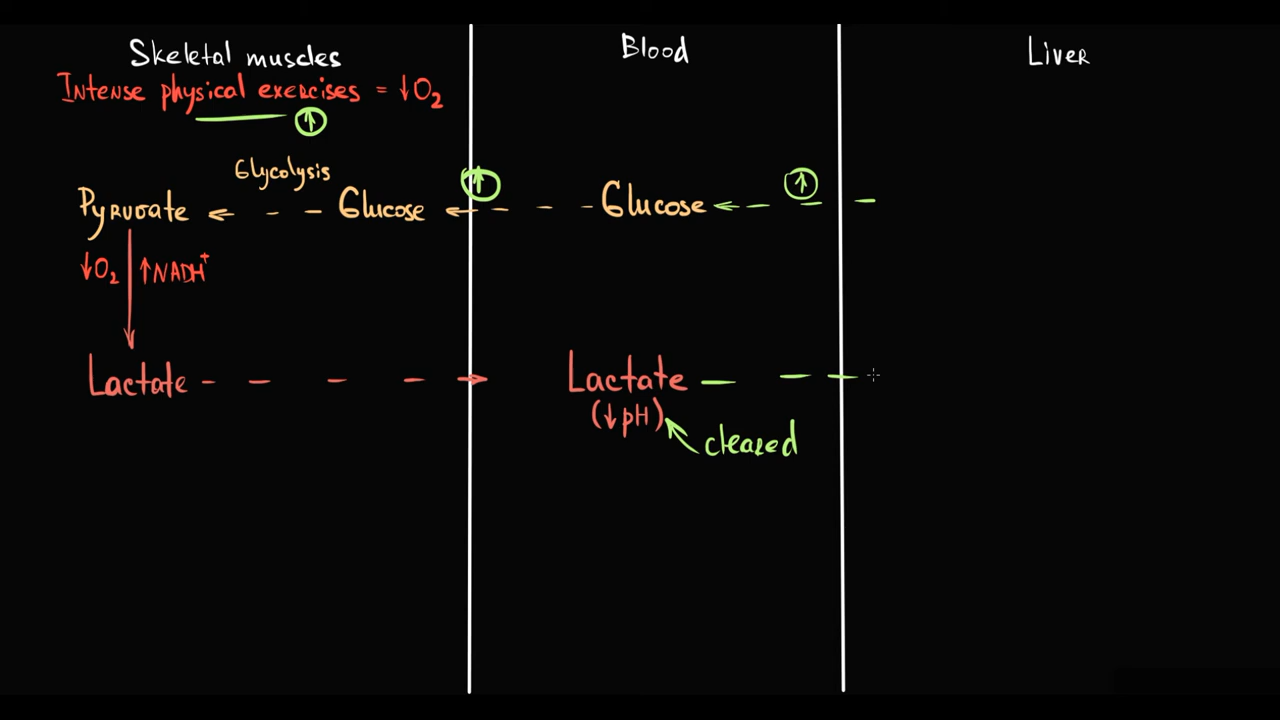 Skeletal muscles
Intense physical exercises = ↓O₂
↑
Glycolysis
Pyruvate ← - - Glucose ← - - - Glucose ← - - -
↑ ↑
↓O₂ ↑NADH⁺
Lactate - - - - → Lactate - - -
(↓pH)
cleared
Blood
Liver